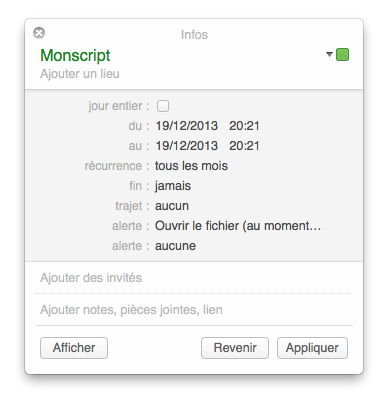 Infos
Monscript
Ajouter un lieu
jour entier :
du : 19/12/2013 20:21
au : 19/12/2013 20:21
récurrence : tous les mois
fin : jamais
trajet : aucun
alerte : Ouvrir le fichier (au moment…
alerte : aucune
Ajouter des invités
Ajouter notes, pièces jointes, lien
Afficher Revenir Appliquer